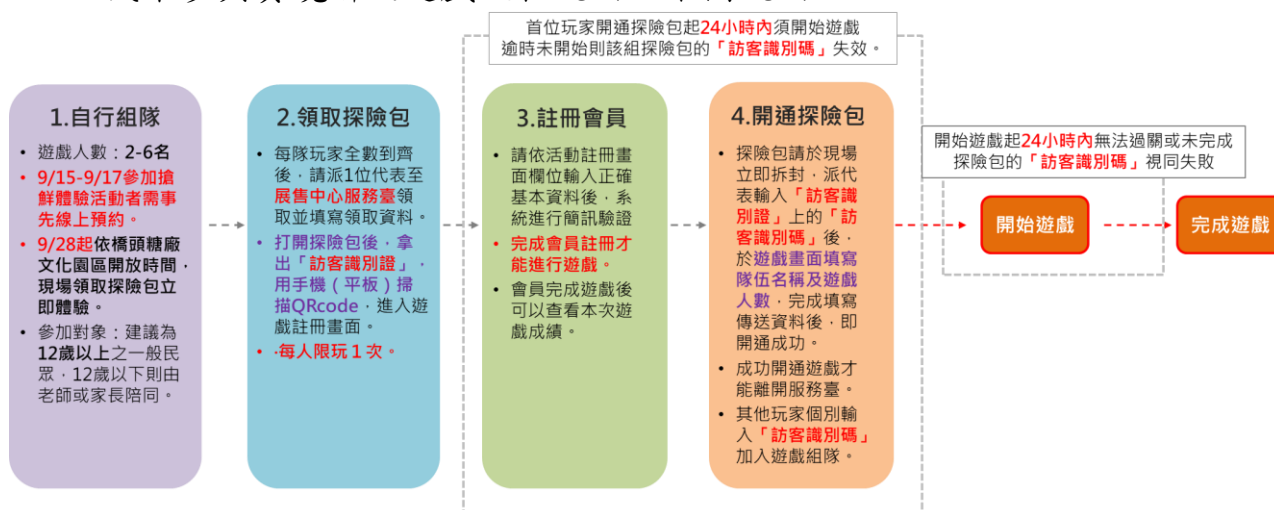 首位玩家開通探險包起24小時內須開始遊戲
逾時未開始則該組探險包的「訪客識別碼」失效。
1.自行組隊
• 遊戲人數：2-6名
• 9/15-9/17參加搶
鮮體驗活動者需事
先線上預約。
• 9/28起依橋頭糖廠
文化園區開放時間，
現場領取探險包立
即體驗。
• 參加對象：建議為
12歲以上之一般民
眾，12歲以下則由
老師或家長陪同。
2.領取探險包
• 每隊玩家全數到齊
後，請派1位代表至
展售中心服務臺領
取並填寫領取資料。
• 打開探險包後，拿
出「訪客識別證」，
用手機（平板）掃
描QRcode，進入遊
戲註冊畫面。
• ·每人限玩１次。
3.註冊會員
• 請依活動註冊畫
面欄位輸入正確
基本資料後，系
統進行簡訊驗證
• 完成會員註冊才
能進行遊戲。
• 會員完成遊戲後
可以查看本次遊
戲成績。
4.開通探險包
• 探險包請於現場
立即拆封，派代
表輸入「訪客識
別證」上的「訪
客識別碼」後，
於遊戲畫面填寫
隊伍名稱及遊戲
人數，完成填寫
傳送資料後，即
開通成功。
• 成功開通遊戲才
能離開服務臺。
• 其他玩家個別輸
入「訪客識別碼」
加入遊戲組隊。
開始遊戲起24小時內無法過關或未完成
探險包的「訪客識別碼」視同失敗
開始遊戲
完成遊戲